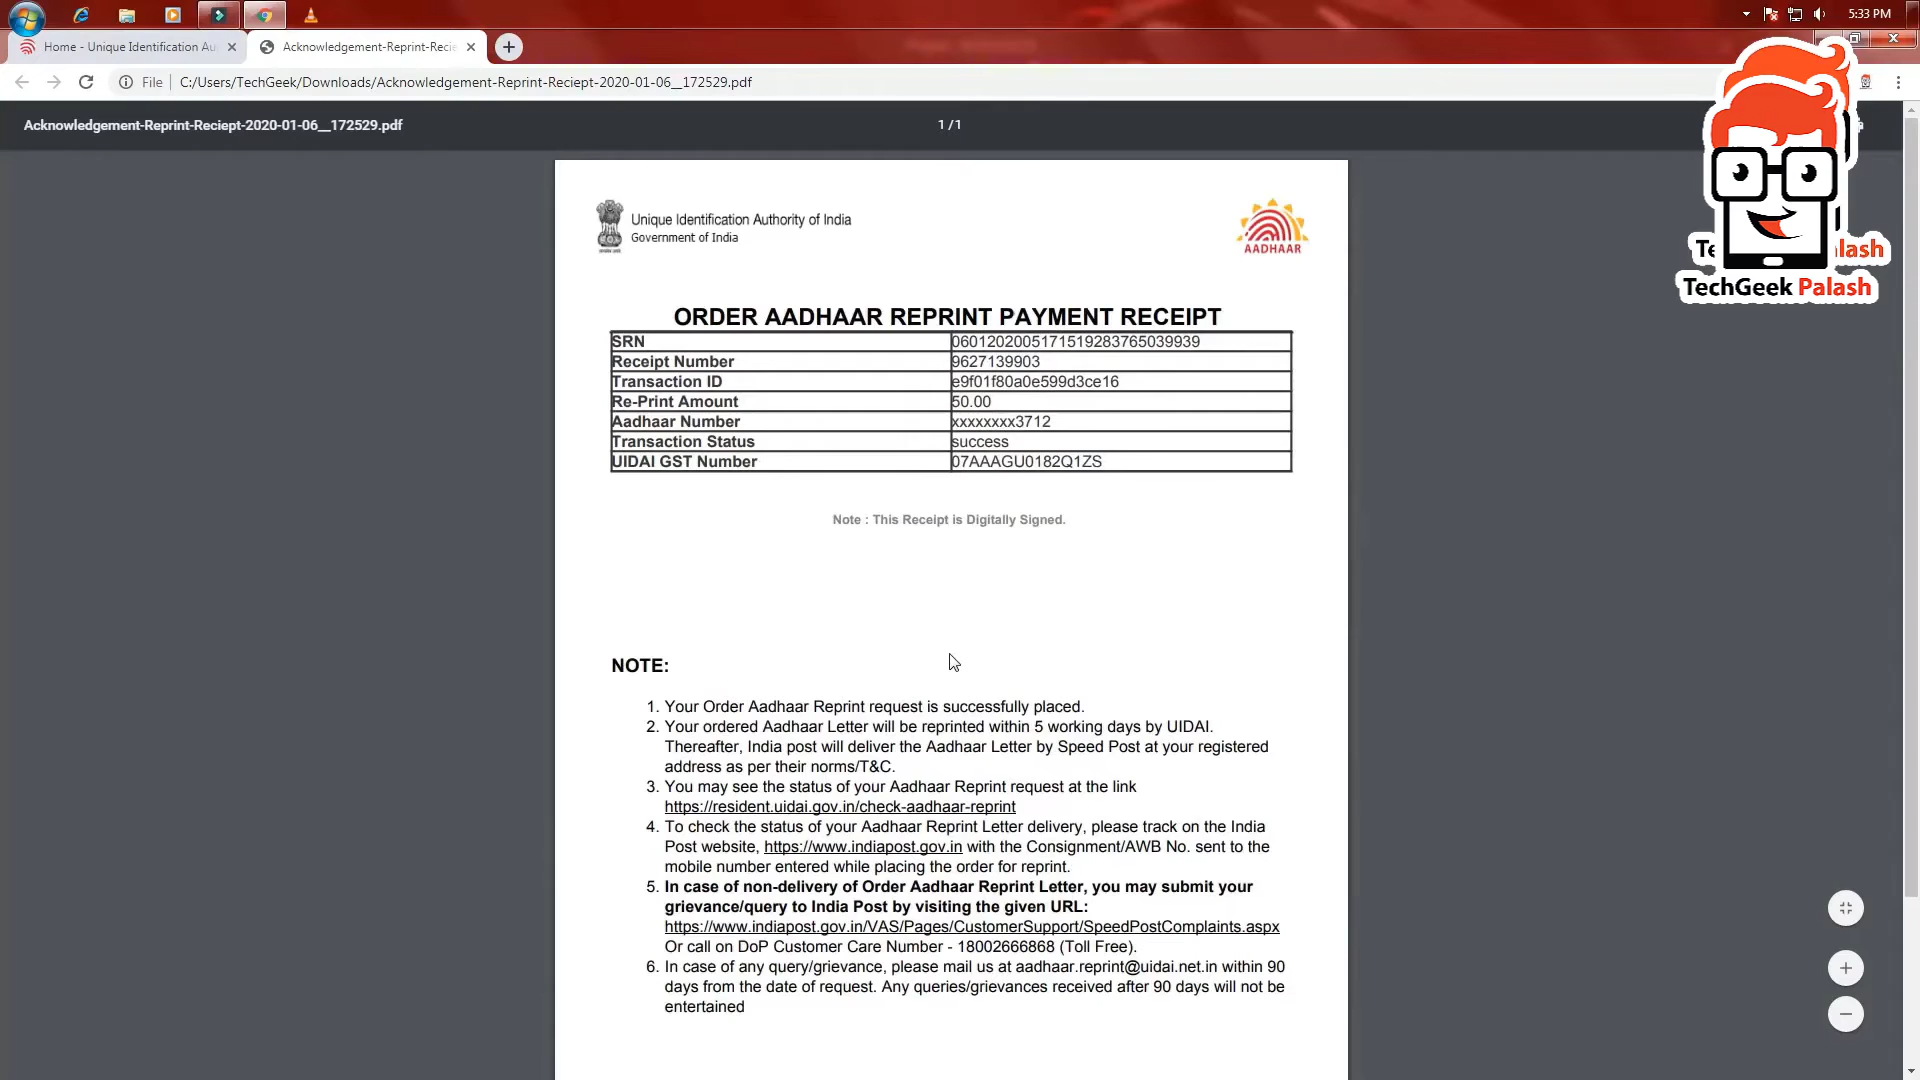 5:33 PM
Home - Unique Identification Au
Acknowledgement-Reprint-Recie
File
C:/Users/TechGeek/Downloads/Acknowledgement-Reprint-Reciept-2020-01-06__172529.pdf
Acknowledgement-Reprint-Reciept-2020-01-06__172529.pdf
1 / 1
Te
lash
TechGeek Palash
Unique Identification Authority of India
Government of India
AADHAAR
ORDER AADHAAR REPRINT PAYMENT RECEIPT
SRN 0601202005171519283765039939
Receipt Number 9627139903
Transaction ID e9f01f80a0e599d3ce16
Re-Print Amount 50.00
Aadhaar Number xxxxxxxx3712
Transaction Status success
UIDAI GST Number 07AAAGU0182Q1ZS
Note : This Receipt is Digitally Signed.
NOTE:
1. Your Order Aadhaar Reprint request is successfully placed.
2. Your ordered Aadhaar Letter will be reprinted within 5 working days by UIDAI.
Thereafter, India post will deliver the Aadhaar Letter by Speed Post at your registered
address as per their norms/T&C.
3. You may see the status of your Aadhaar Reprint request at the link
https://resident.uidai.gov.in/check-aadhaar-reprint
4. To check the status of your Aadhaar Reprint Letter delivery, please track on the India
Post website, https://www.indiapost.gov.in with the Consignment/AWB No. sent to the
mobile number entered while placing the order for reprint.
5. In case of non-delivery of Order Aadhaar Reprint Letter, you may submit your
grievance/query to India Post by visiting the given URL:
https://www.indiapost.gov.in/VAS/Pages/CustomerSupport/SpeedPostComplaints.aspx
Or call on DoP Customer Care Number - 18002666868 (Toll Free).
6. In case of any query/grievance, please mail us at aadhaar.reprint@uidai.net.in within 90
days from the date of request. Any queries/grievances received after 90 days will not be
entertained